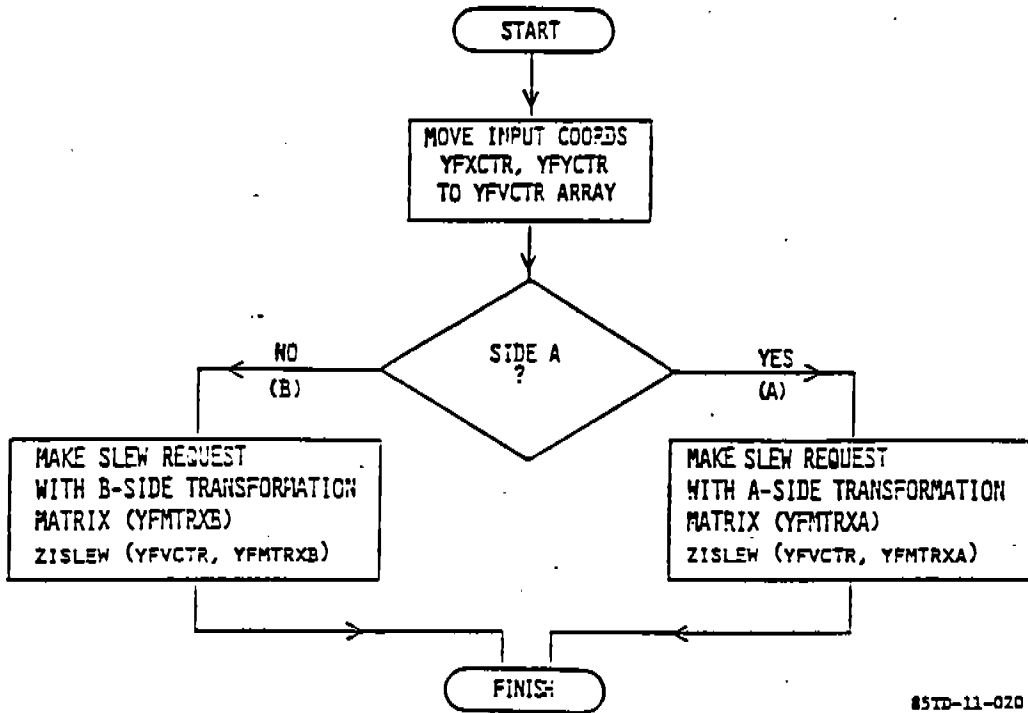 START
MOVE INPUT COORDS
YFXCTR, YFYCTR
TO YFVCTR ARRAY
SIDE A
?
NO
(B)
YES
(A)
MAKE SLEW REQUEST
WITH B-SIDE TRANSFORMATION
MATRIX (YFMTRXB)
ZISLEW (YFVCTR, YFMTRXB)
MAKE SLEW REQUEST
WITH A-SIDE TRANSFORMATION
MATRIX (YFMTRXA)
ZISLEW (YFVCTR, YFMTRXA)
FINISH
85TD-11-020